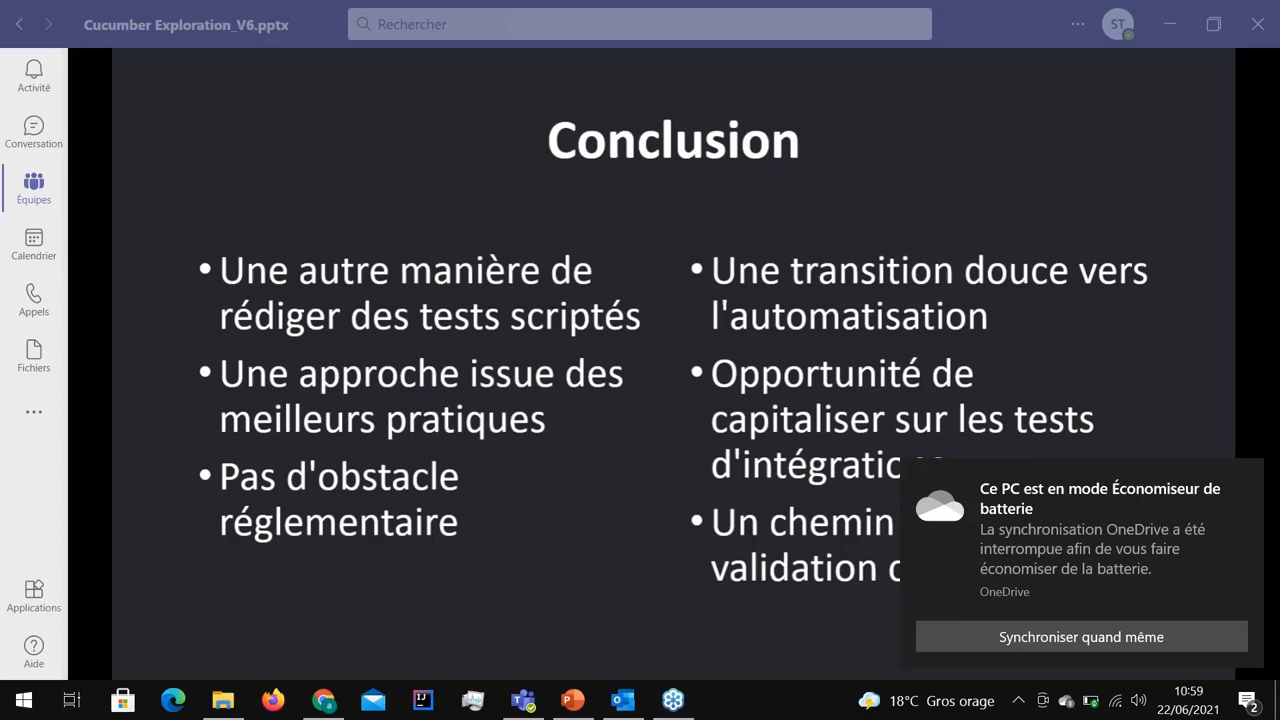 Cucumber Exploration_V6.pptx
Rechercher
ST
Activité
Conversation
Équipes
Calendrier
Appels
Fichiers
Applications
Aide
Conclusion
• Une autre manière de
rédiger des tests scriptés
• Une approche issue des
meilleurs pratiques
• Pas d'obstacle
réglementaire
• Une transition douce vers
l'automatisation
• Opportunité de
capitaliser sur les tests
• Un chemin
validation
Ce PC est en mode Économiseur de
batterie
La synchronisation OneDrive a été
interrompue afin de vous faire
économiser de la batterie.
OneDrive
Synchroniser quand même
18°C Gros orage
10:59
22/06/2021
2